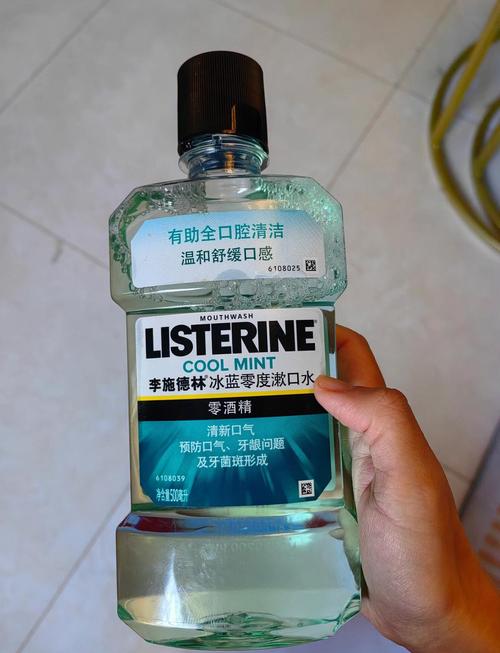 有助全口腔清洁
温和舒缓口感
6108025
MOUTHWASH
LISTERINE®
COOL MINT
李施德林®冰蓝零度漱口水
零酒精
清新口气
预防口气、牙龈问题
及牙菌斑形成
6108039
净含量500毫升